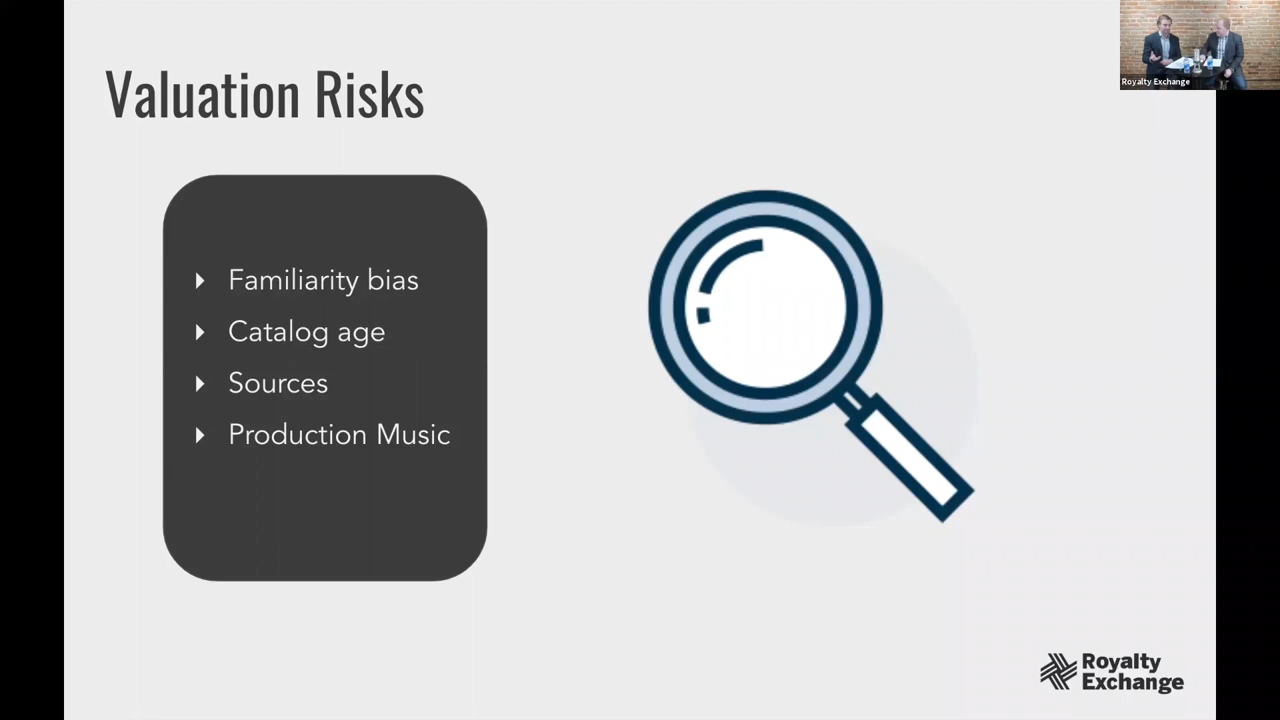 Valuation Risks
Familiarity bias
Catalog age
Sources
Production Music
Royalty Exchange
Royalty
Exchange